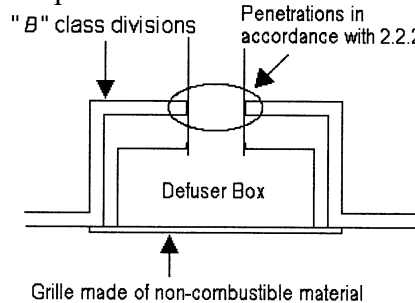 "B" class divisions
Penetrations in
accordance with 2.2.2
Defuser Box
Grille made of non-combustible material